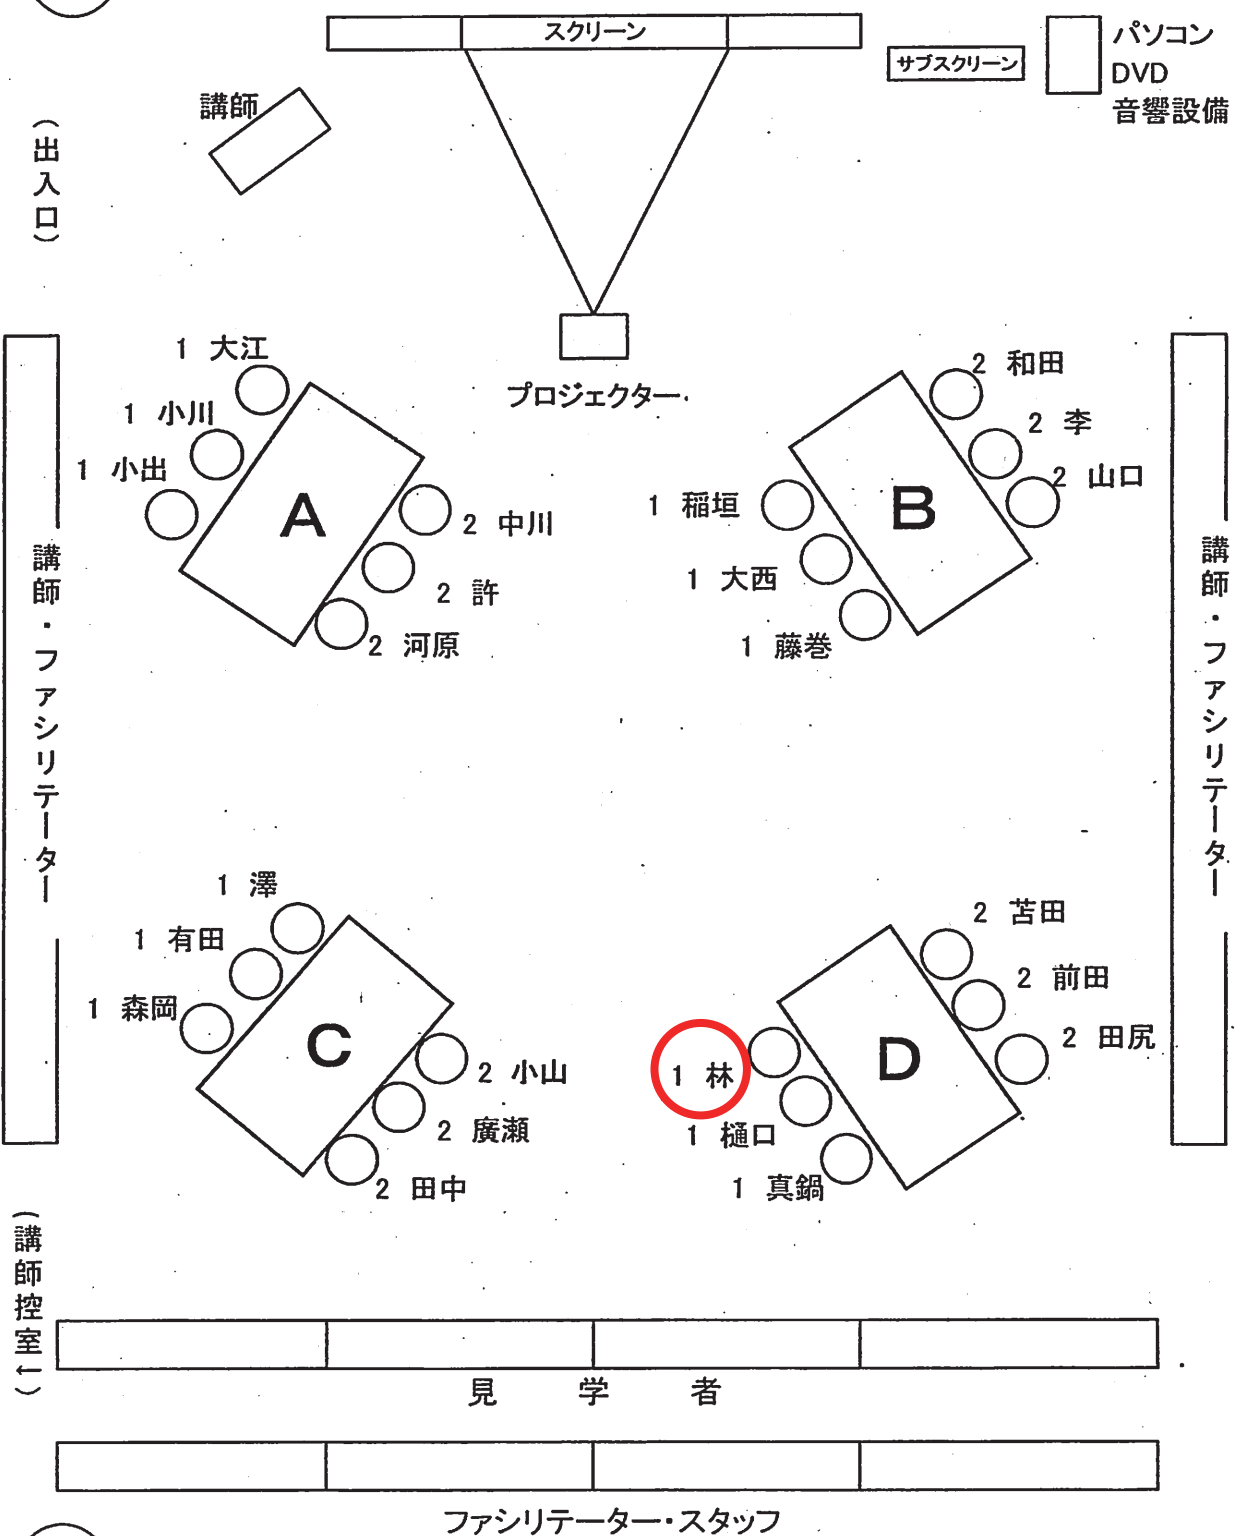 スクリーン
サブスクリーン
パソコン
DVD
音響設備
講師
(出入口)
プロジェクター
1 大江
1 小川
1 小出
A
2 中川
2 許
2 河原
2 和田
2 李
2 山口
B
1 稲垣
1 大西
1 藤巻
講師・ファシリテーター
講師・ファシリテーター
1 澤
1 有田
1 森岡
C
2 小山
2 廣瀬
2 田中
2 苫田
2 前田
2 田尻
D
1 林
1 樋口
1 真鍋
(講師控室←)
見学者
ファシリテーター・スタッフ